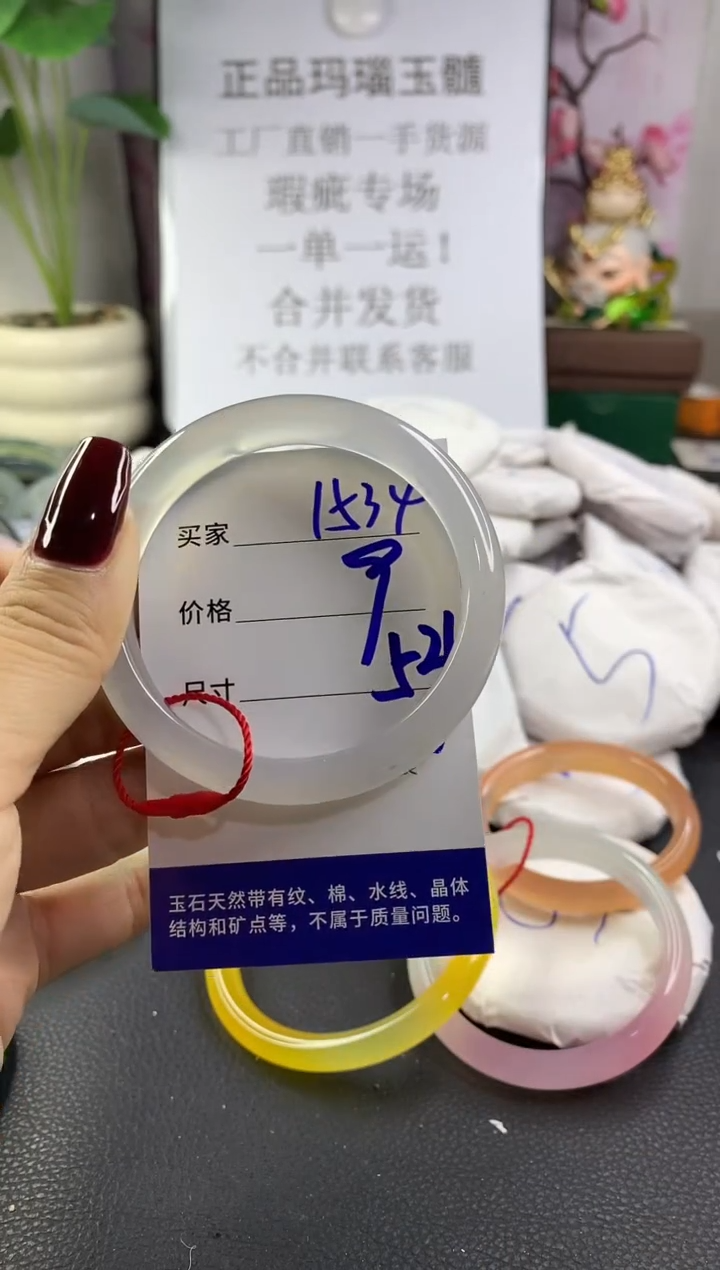 正品玛瑙玉髓
工厂直销一手货源
瑕疵专场
一单一运！
合并发货
不合并联系客服
买家 1534
价格 9
尺寸 52
玉石天然带有纹、棉、水线、晶体
结构和矿点等，不属于质量问题。
5